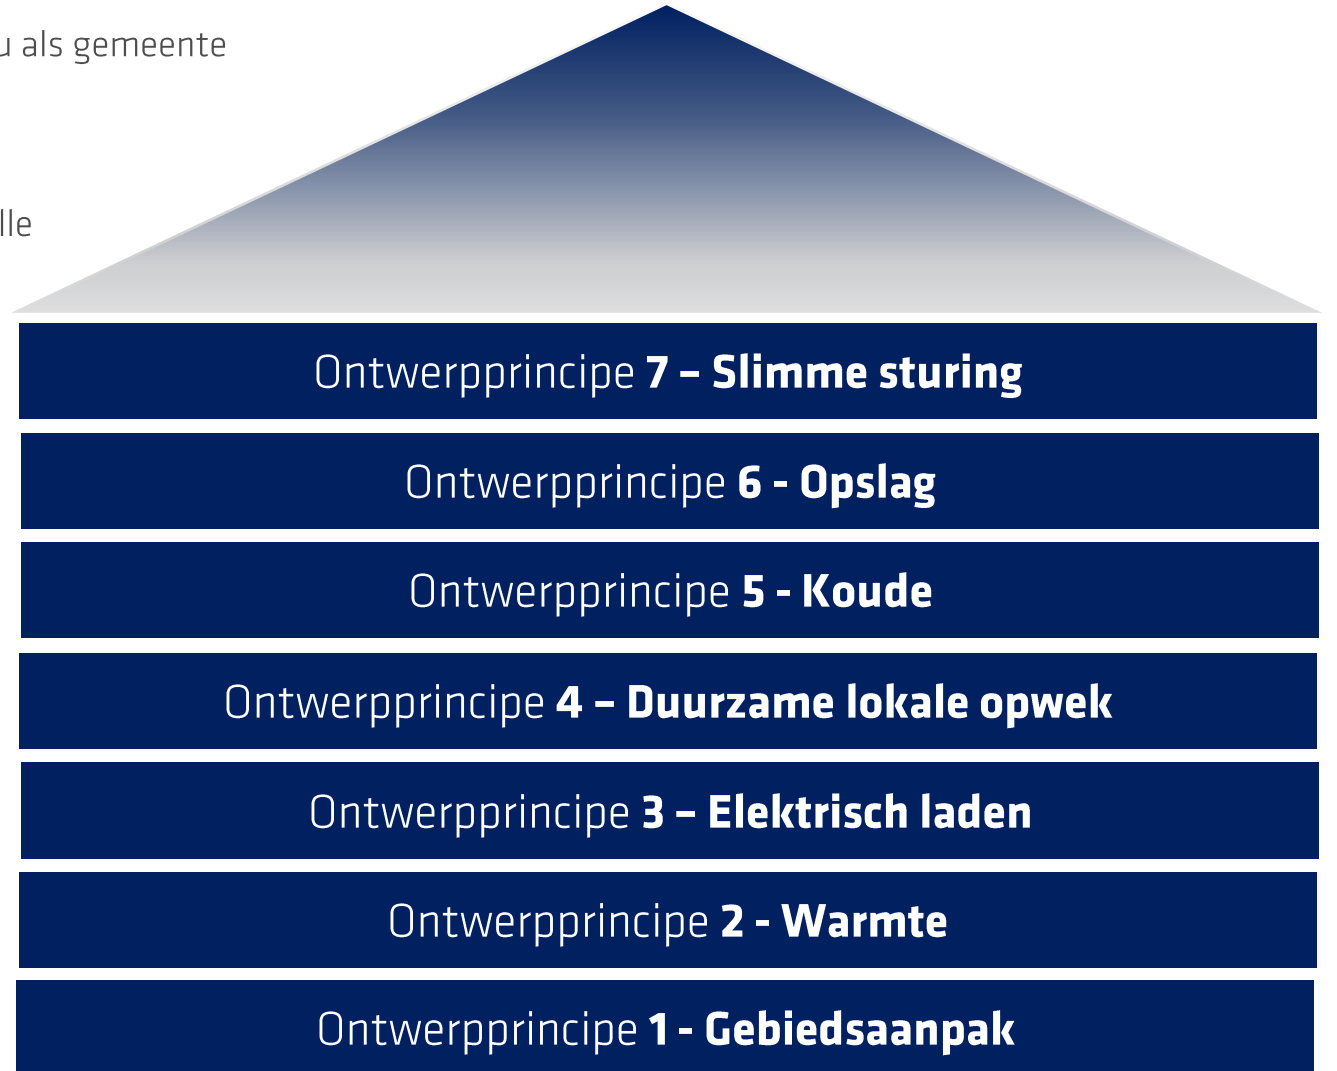 als gemeente
Ontwerpprincipe 7 – Slimme sturing
Ontwerpprincipe 6 - Opslag
Ontwerpprincipe 5 - Koude
Ontwerpprincipe 4 – Duurzame lokale opwek
Ontwerpprincipe 3 – Elektrisch laden
Ontwerpprincipe 2 - Warmte
Ontwerpprincipe 1 - Gebiedsaanpak